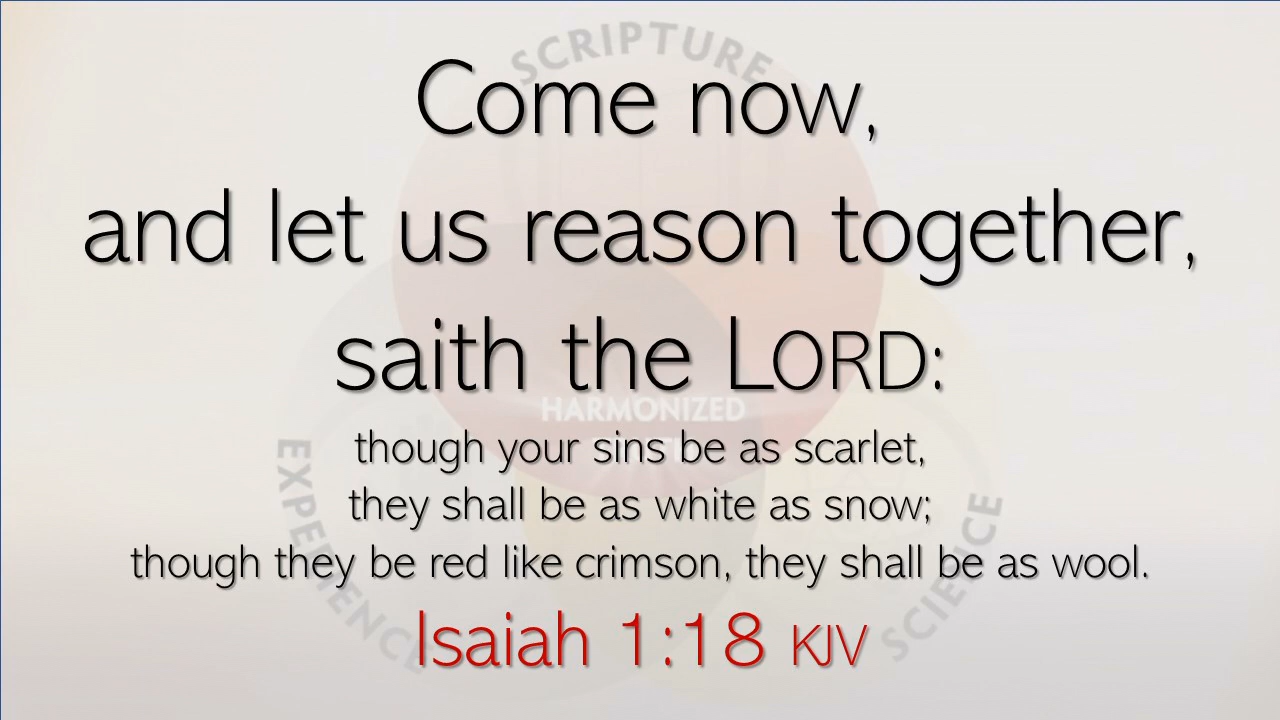 SCRIPTURE
Come now,
and let us reason together,
saith the LORD:
HARMONIZED
though your sins be as scarlet,
they shall be as white as snow;
though they be red like crimson, they shall be as wool.
EXPERIENCE
SCIENCE
Isaiah 1:18 KJV